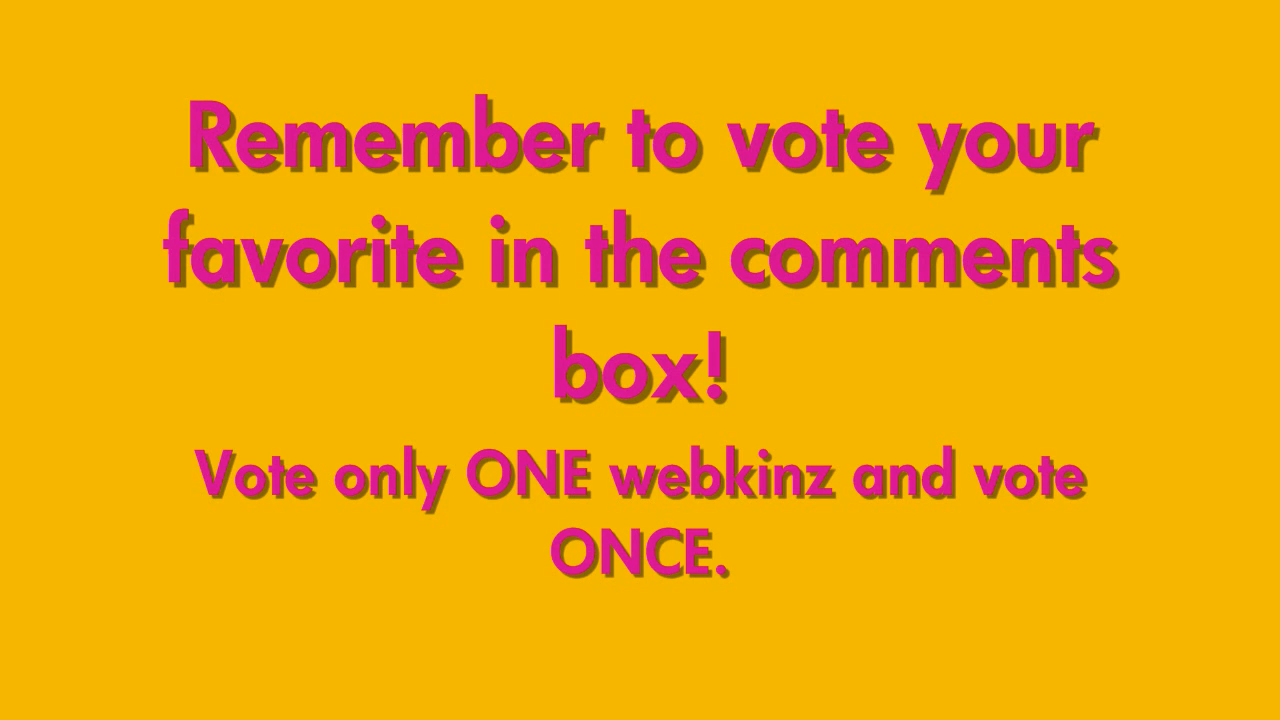 Remember to vote your
favorite in the comments
box!
Vote only ONE webkinz and vote
ONCE.